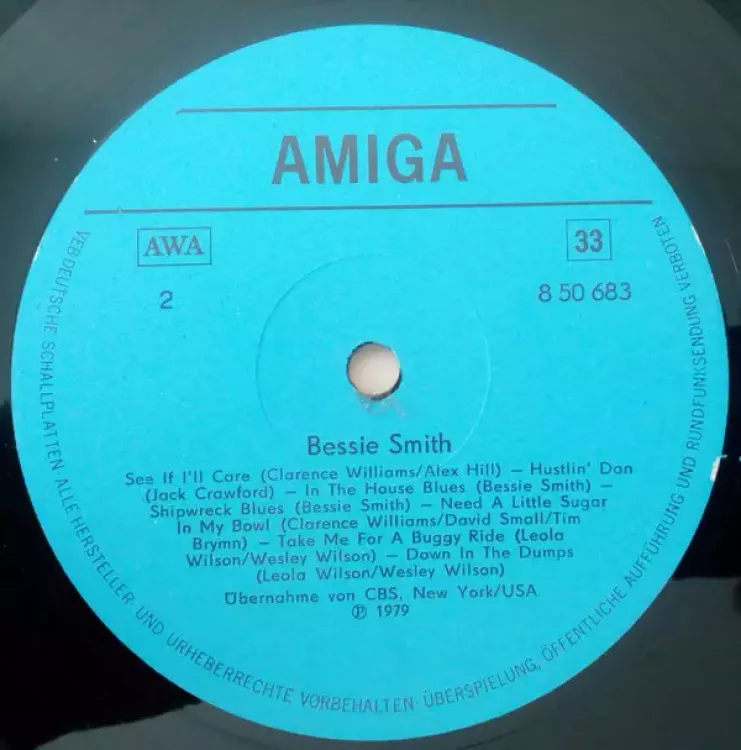 AMIGA
AWA
33
2
8 50 683
Bessie Smith
See If I'll Care (Clarence Williams/Alex Hill) – Hustlin' Dan
(Jack Crawford) – In The House Blues (Bessie Smith) –
Shipwreck Blues (Bessie Smith) – Need A Little Sugar
In My Bowl (Clarence Williams/David Small/Tim
Brymn) – Take Me For A Buggy Ride (Leola
Wilson/Wesley Wilson) – Down In The Dumps
(Leola Wilson/Wesley Wilson)
Übernahme von CBS, New York/USA
℗ 1979
VEB DEUTSCHE SCHALLPLATTEN · ALLE HERSTELLER- UND URHEBERRECHTE VORBEHALTEN · ÜBERSPIELUNG, ÖFFENTLICHE AUFFÜHRUNG UND RUNDFUNKSENDUNG VERBOTEN